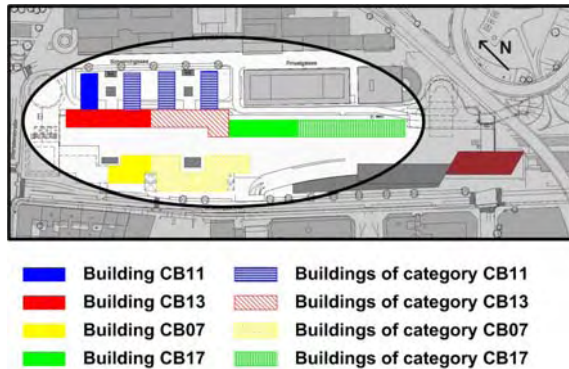 N
Building CB11
Buildings of category CB11
Building CB13
Buildings of category CB13
Building CB07
Buildings of category CB07
Building CB17
Buildings of category CB17